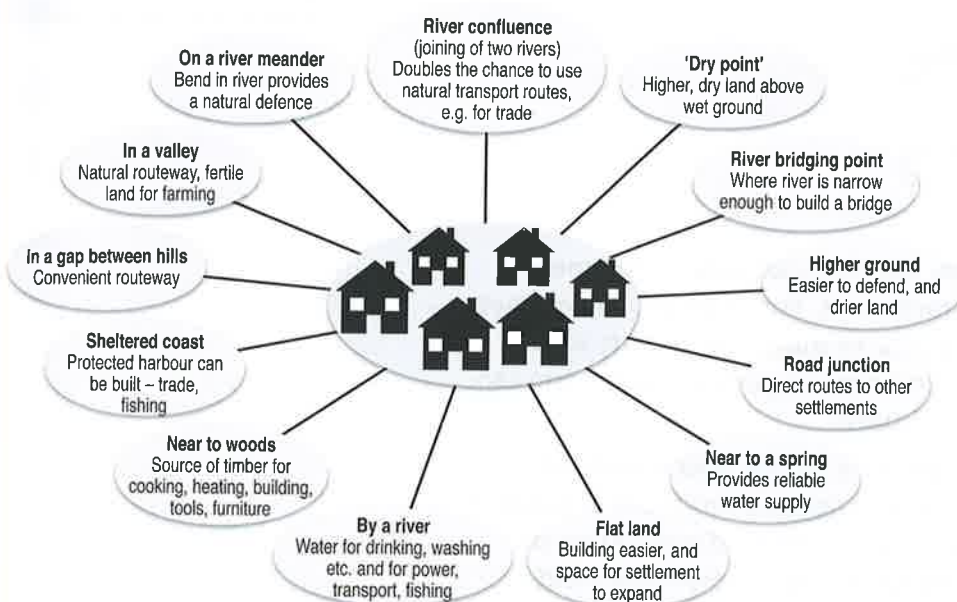 River confluence
(joining of two rivers)
Doubles the chance to use
natural transport routes,
e.g. for trade
'Dry point'
Higher, dry land above
wet ground
River bridging point
Where river is narrow
enough to build a bridge
Higher ground
Easier to defend, and
drier land
Road junction
Direct routes to other
settlements
Near to a spring
Provides reliable
water supply
Flat land
Building easier, and
space for settlement
to expand
By a river
Water for drinking, washing
etc. and for power,
transport, fishing
Near to woods
Source of timber for
cooking, heating, building,
tools, furniture
Sheltered coast
Protected harbour can
be built – trade,
fishing
In a gap between hills
Convenient routeway
In a valley
Natural routeway, fertile
land for farming
On a river meander
Bend in river provides
a natural defence